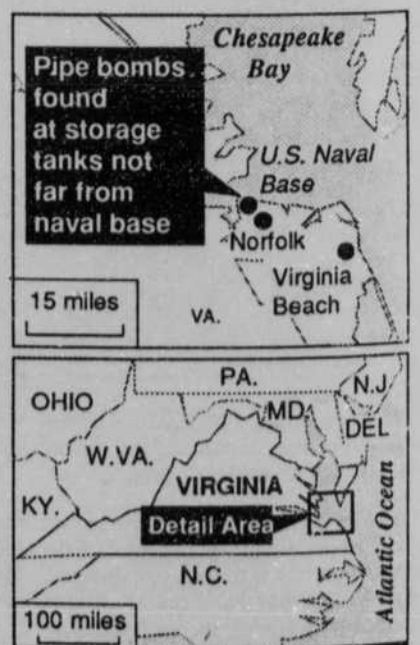 Chesapeake
Bay
Pipe bombs
found
at storage
tanks not
far from
naval base
U.S. Naval
Base
Norfolk
Virginia
Beach
15 miles
VA.
PA.
N.J
OHIO
MD.
DEL
W.VA.
VIRGINIA
KY.
Detail Area
Atlantic Ocean
N.C.
100 miles